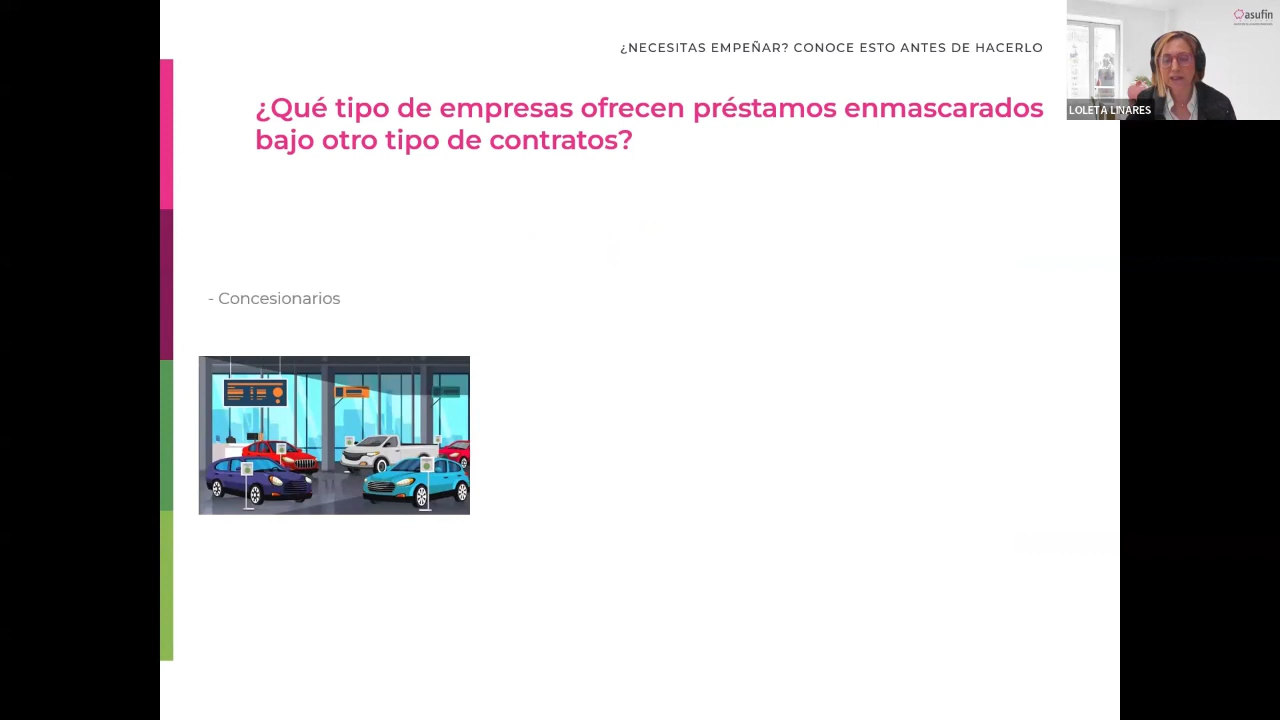 ¿NECESITAS EMPEÑAR? CONOCE ESTO ANTES DE HACERLO
asufin
LOLETA LINARES
¿Qué tipo de empresas ofrecen préstamos enmascarados
bajo otro tipo de contratos?
- Concesionarios